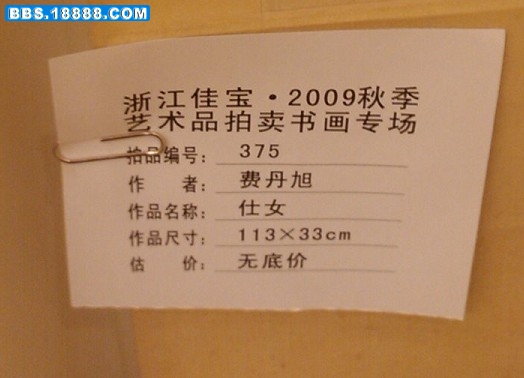 BBS.18888.COM
浙江佳宝·2009秋季
艺术品拍卖书画专场
拍品编号: 375
作 者: 费丹旭
作品名称: 仕女
作品尺寸: 113×33cm
估 价: 无底价